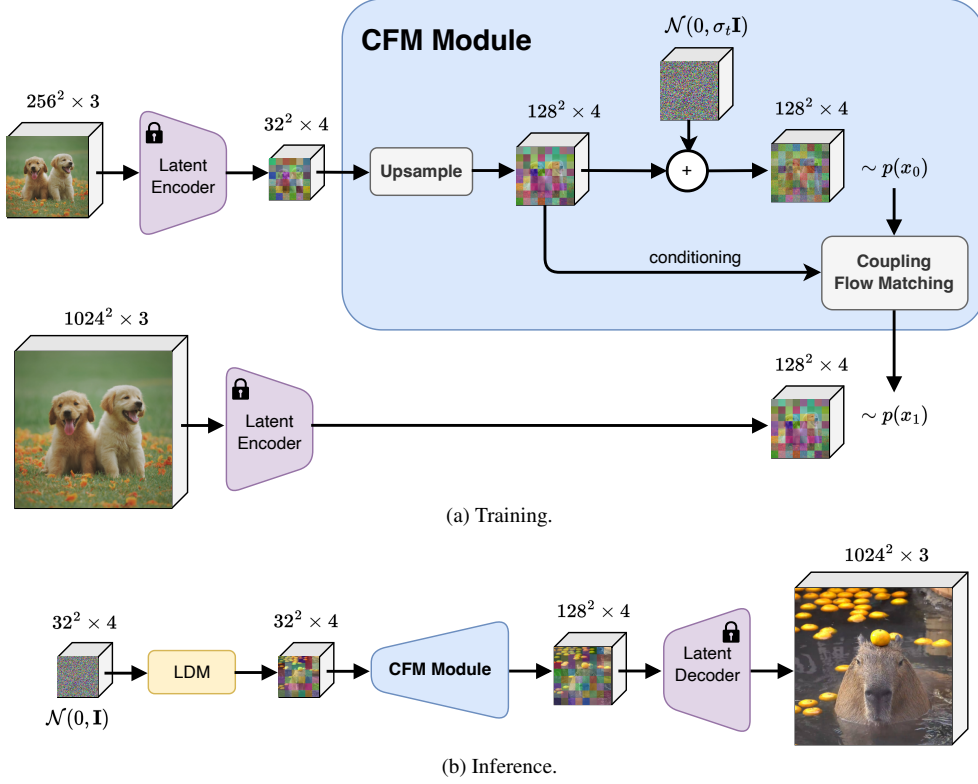 CFM Module
𝒩(0, σₜ𝐈)
256² × 3
Latent
Encoder
32² × 4
Upsample
128² × 4
+
128² × 4
∼ p(x₀)
conditioning
Coupling
Flow Matching
1024² × 3
Latent
Encoder
128² × 4
∼ p(x₁)
(a) Training.
32² × 4
𝒩(0, 𝐈)
LDM
32² × 4
CFM Module
128² × 4
Latent
Decoder
1024² × 3
(b) Inference.